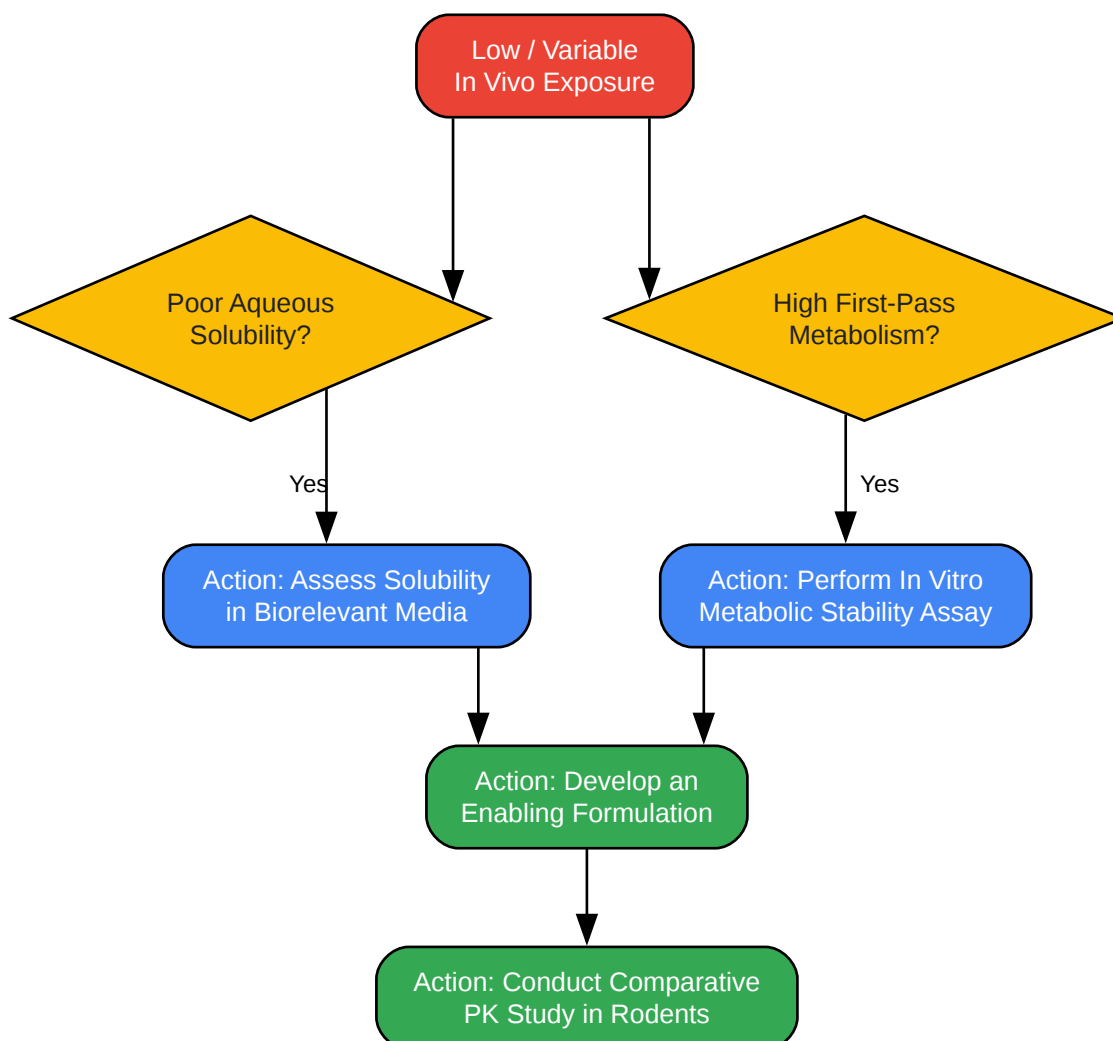 Low / Variable
In Vivo Exposure
Poor Aqueous
Solubility?
High First-Pass
Metabolism?
Yes
Yes
Action: Assess Solubility
in Biorelevant Media
Action: Perform In Vitro
Metabolic Stability Assay
Action: Develop an
Enabling Formulation
Action: Conduct Comparative
PK Study in Rodents